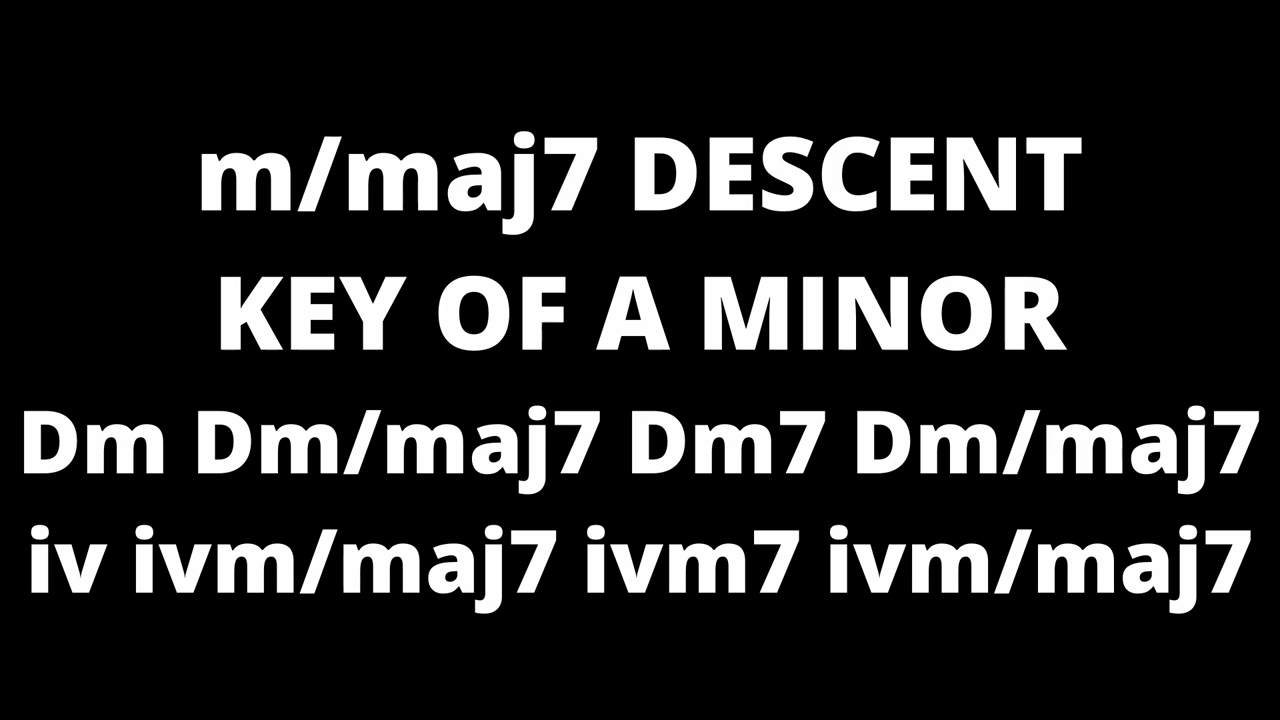 m/maj7 DESCENT
KEY OF A MINOR
Dm Dm/maj7 Dm7 Dm/maj7
iv ivm/maj7 ivm7 ivm/maj7